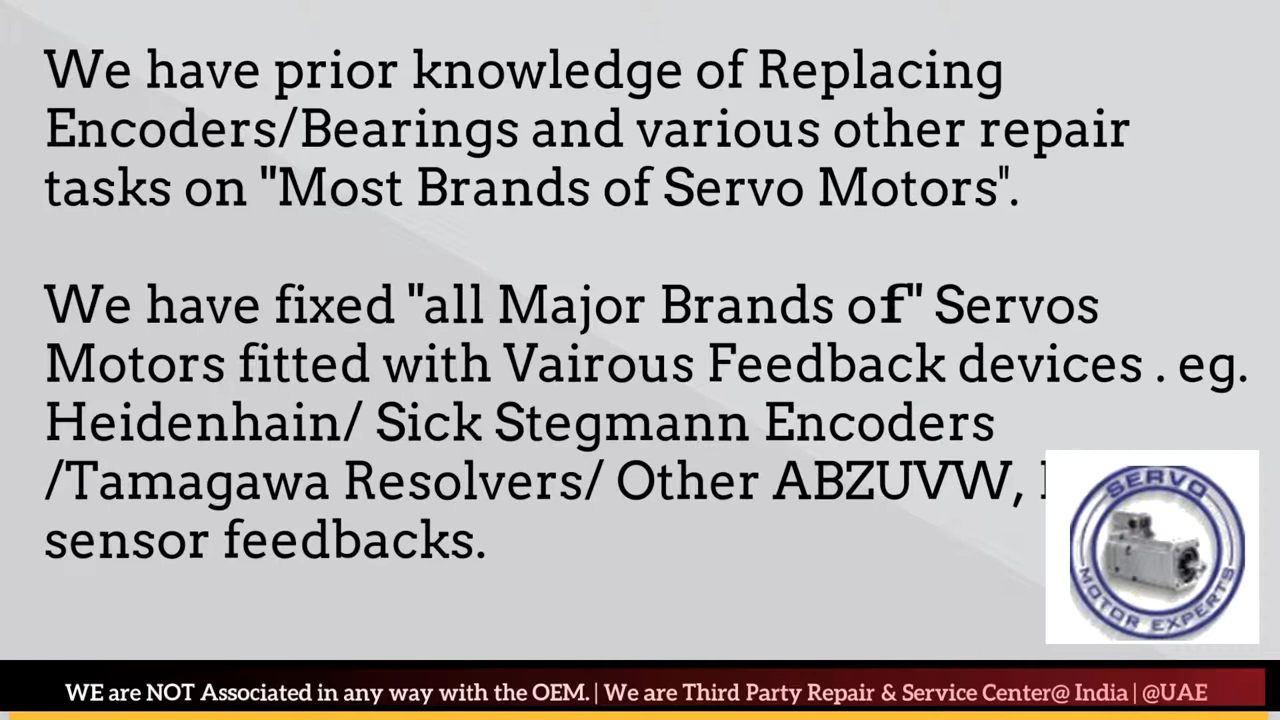 We have prior knowledge of Replacing
Encoders/Bearings and various other repair
tasks on "Most Brands of Servo Motors".
We have fixed "all Major Brands of" Servos
Motors fitted with Vairous Feedback devices . eg.
Heidenhain/ Sick Stegmann Encoders
/Tamagawa Resolvers/ Other ABZUVW,
sensor feedbacks.
SERVO
MOTOR EXPERTS
WE are NOT Associated in any way with the OEM. | We are Third Party Repair & Service Center@ India | @UAE